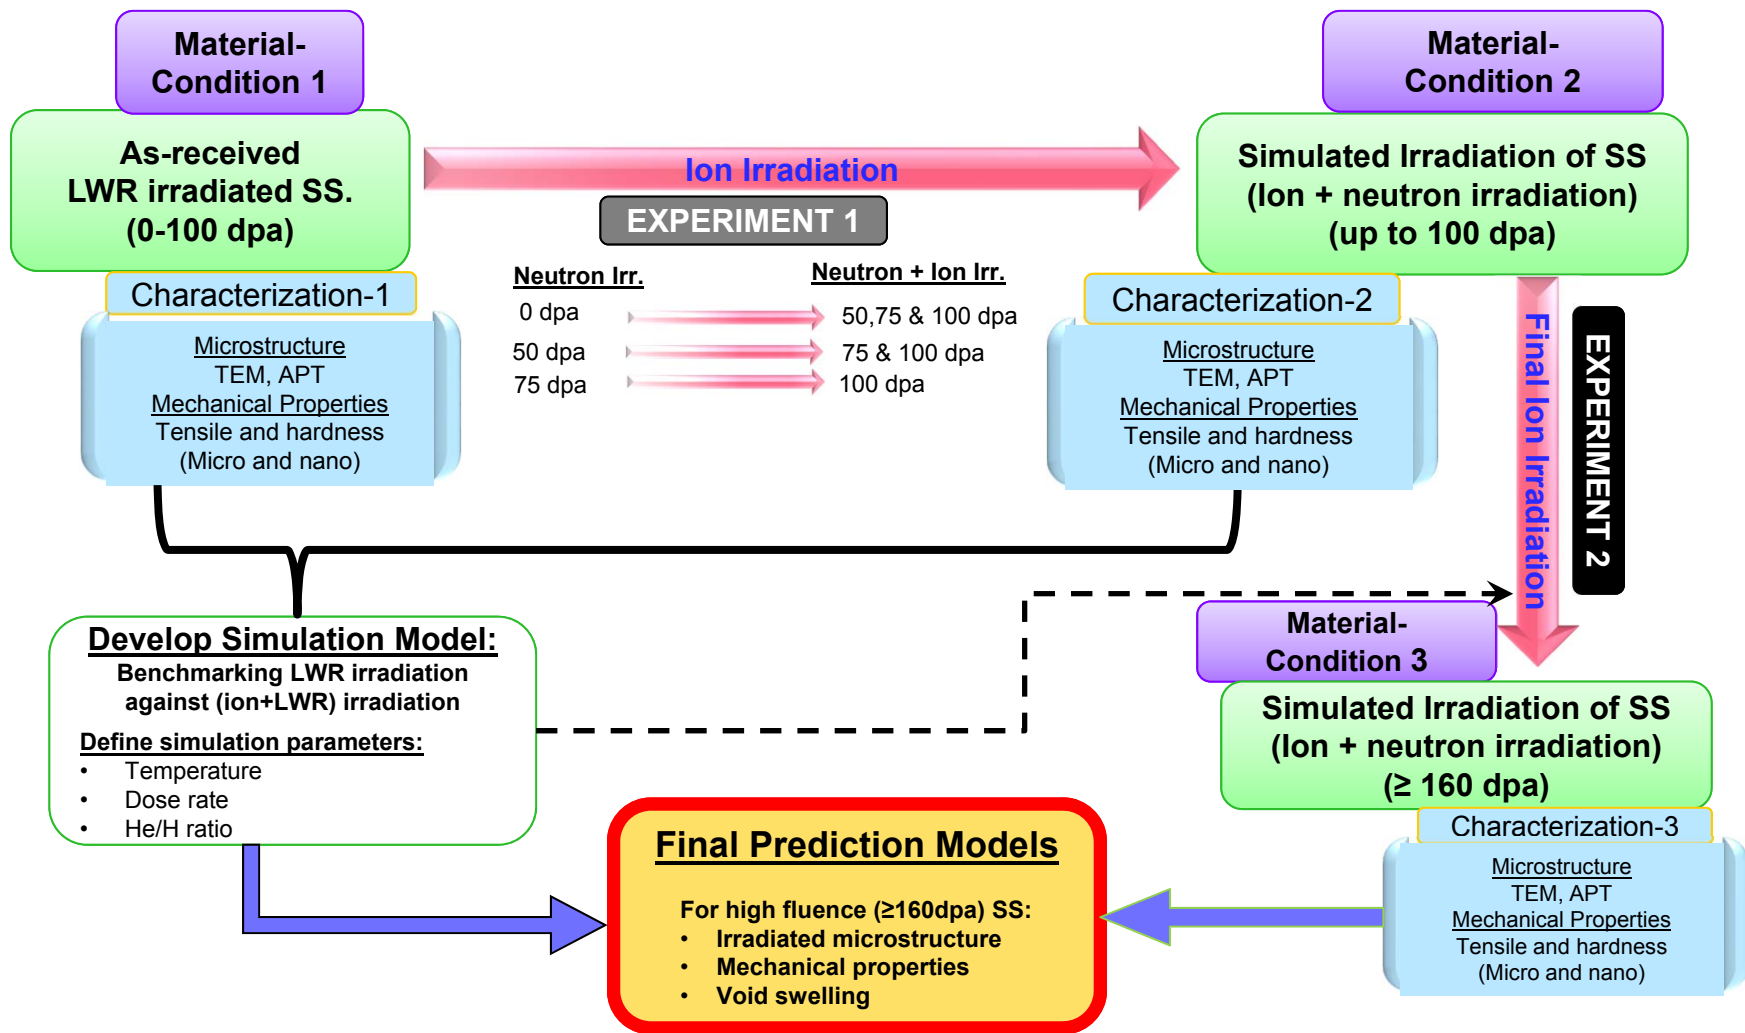 Material-
Condition 1
As-received
LWR irradiated SS.
(0-100 dpa)
Characterization-1
Microstructure
TEM, APT
Mechanical Properties
Tensile and hardness
(Micro and nano)
Ion Irradiation
EXPERIMENT 1
Neutron Irr.
Neutron + Ion Irr.
0 dpa
50,75 & 100 dpa
50 dpa
75 & 100 dpa
75 dpa
100 dpa
Material-
Condition 2
Simulated Irradiation of SS
(Ion + neutron irradiation)
(up to 100 dpa)
Characterization-2
Microstructure
TEM, APT
Mechanical Properties
Tensile and hardness
(Micro and nano)
Final Ion Irradiation
EXPERIMENT 2
Develop Simulation Model:
Benchmarking LWR irradiation
against (ion+LWR) irradiation
Define simulation parameters:
• Temperature
• Dose rate
• He/H ratio
Material-
Condition 3
Simulated Irradiation of SS
(Ion + neutron irradiation)
(≥ 160 dpa)
Characterization-3
Microstructure
TEM, APT
Mechanical Properties
Tensile and hardness
(Micro and nano)
Final Prediction Models
For high fluence (≥160dpa) SS:
• Irradiated microstructure
• Mechanical properties
• Void swelling